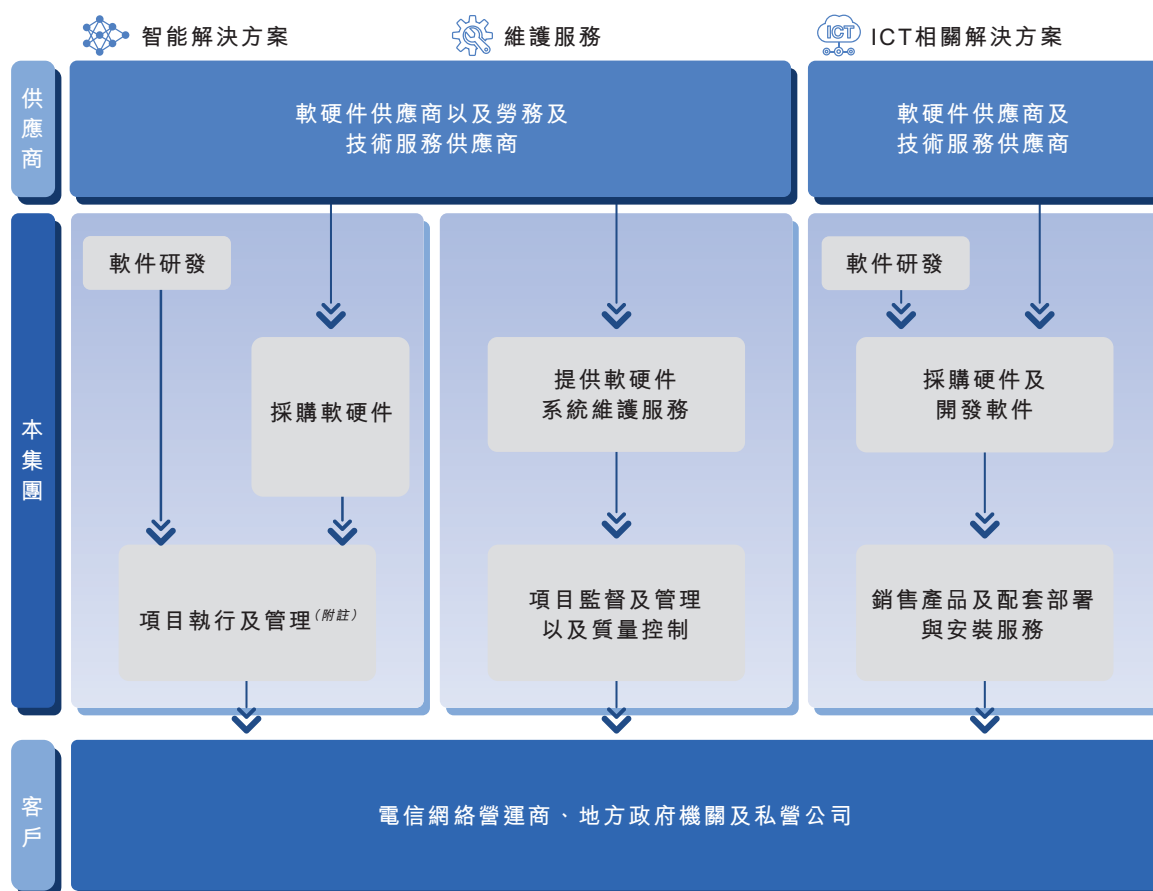 智能解決方案
維護服務
ICT
ICT相關解決方案
供應商
軟硬件供應商以及勞務及
技術服務供應商
軟硬件供應商及
技術服務供應商
本集團
軟件研發
採購軟硬件
項目執行及管理(附註)
提供軟硬件
系統維護服務
項目監督及管理
以及質量控制
軟件研發
採購硬件及
開發軟件
銷售產品及配套部署
與安裝服務
客戶
電信網絡營運商、地方政府機關及私營公司